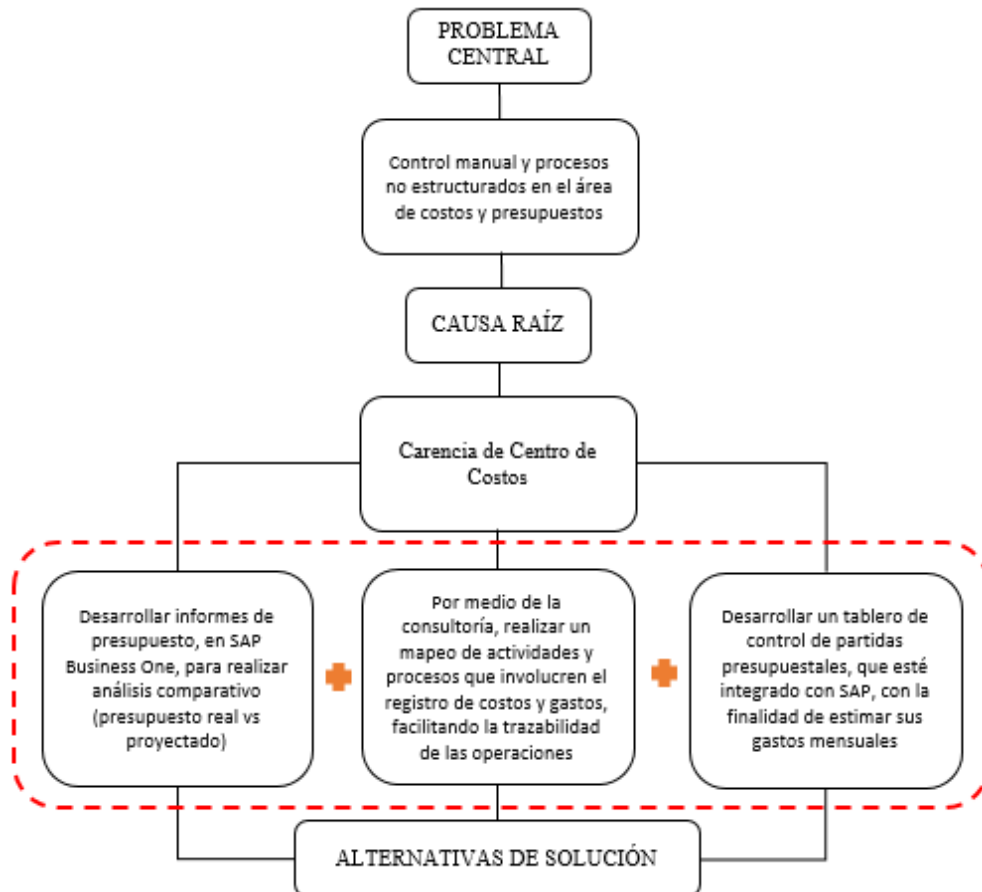 PROBLEMA
CENTRAL
Control manual y procesos
no estructurados en el área
de costos y presupuestos
CAUSA RAÍZ
Carencia de Centro de
Costos
Desarrollar informes de
presupuesto, en SAP
Business One, para realizar
análisis comparativo
(presupuesto real vs
proyectado)
Por medio de la
consultoría, realizar un
mapeo de actividades y
procesos que involucren el
registro de costos y gastos,
facilitando la trazabilidad
de las operaciones
Desarrollar un tablero de
control de partidas
presupuestales, que esté
integrado con SAP, con la
finalidad de estimar sus
gastos mensuales
ALTERNATIVAS DE SOLUCIÓN